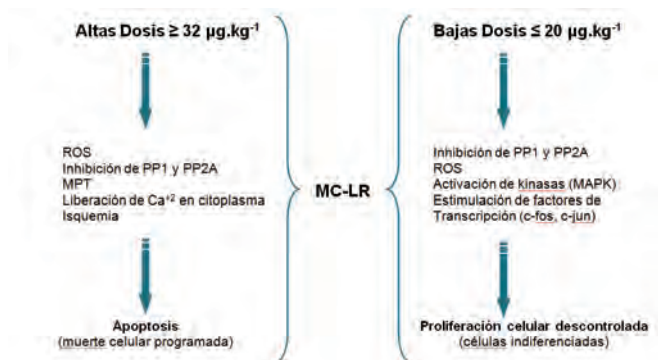 Altas Dosis ≥ 32 µg.kg⁻¹
ROS
Inhibición de PP1 y PP2A
MPT
Liberación de Ca⁺² en citoplasma
Isquemia
Apoptosis
(muerte celular programada)
MC-LR
Bajas Dosis ≤ 20 µg.kg⁻¹
Inhibición de PP1 y PP2A
ROS
Activación de kinasas (MAPK)
Estimulación de factores de
Transcripción (c-fos, c-jun)
Proliferación celular descontrolada
(células indiferenciadas)